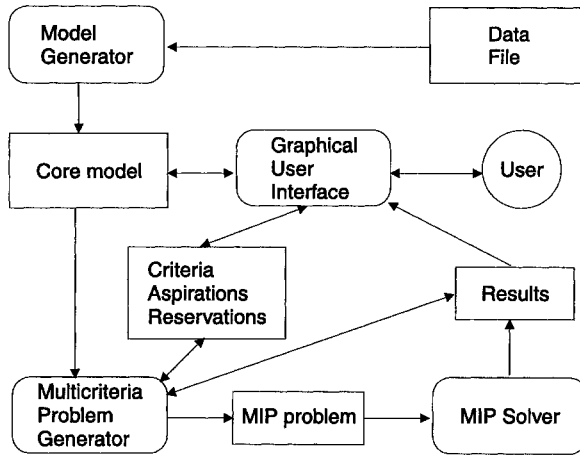 Model
Generator
Data
File
Core model
Graphical
User
Interface
User
Criteria
Aspirations
Reservations
Results
Multicriteria
Problem
Generator
MIP problem
MIP Solver